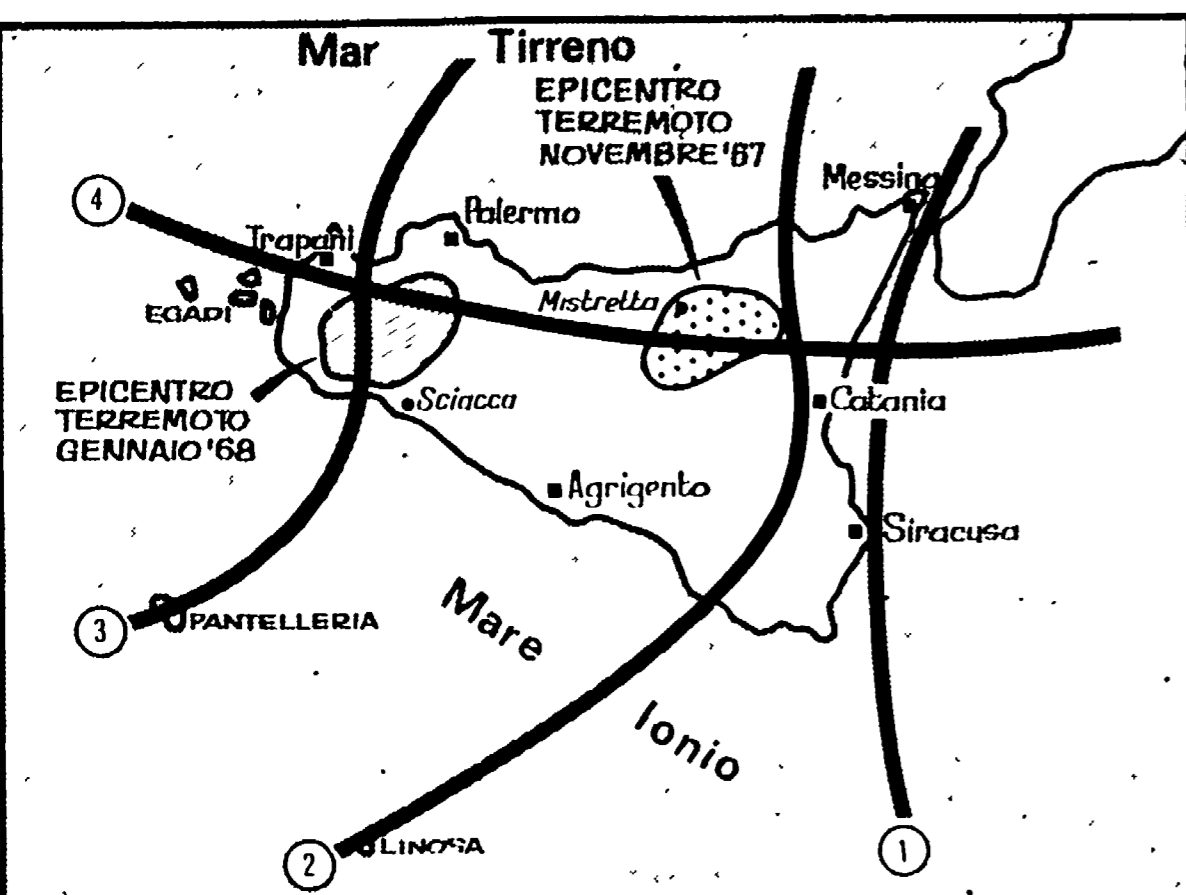 Mar Tirreno
EPICENTRO
TERREMOTO
NOVEMBRE '67
Messina
4
Palermo
Trapani
EGADI
Mistretta
EPICENTRO
TERREMOTO
GENNAIO '68
Sciacca
Catania
Agrigento
Siracusa
Mare
3
PANTELLERIA
Ionio
2
LINOSA
1